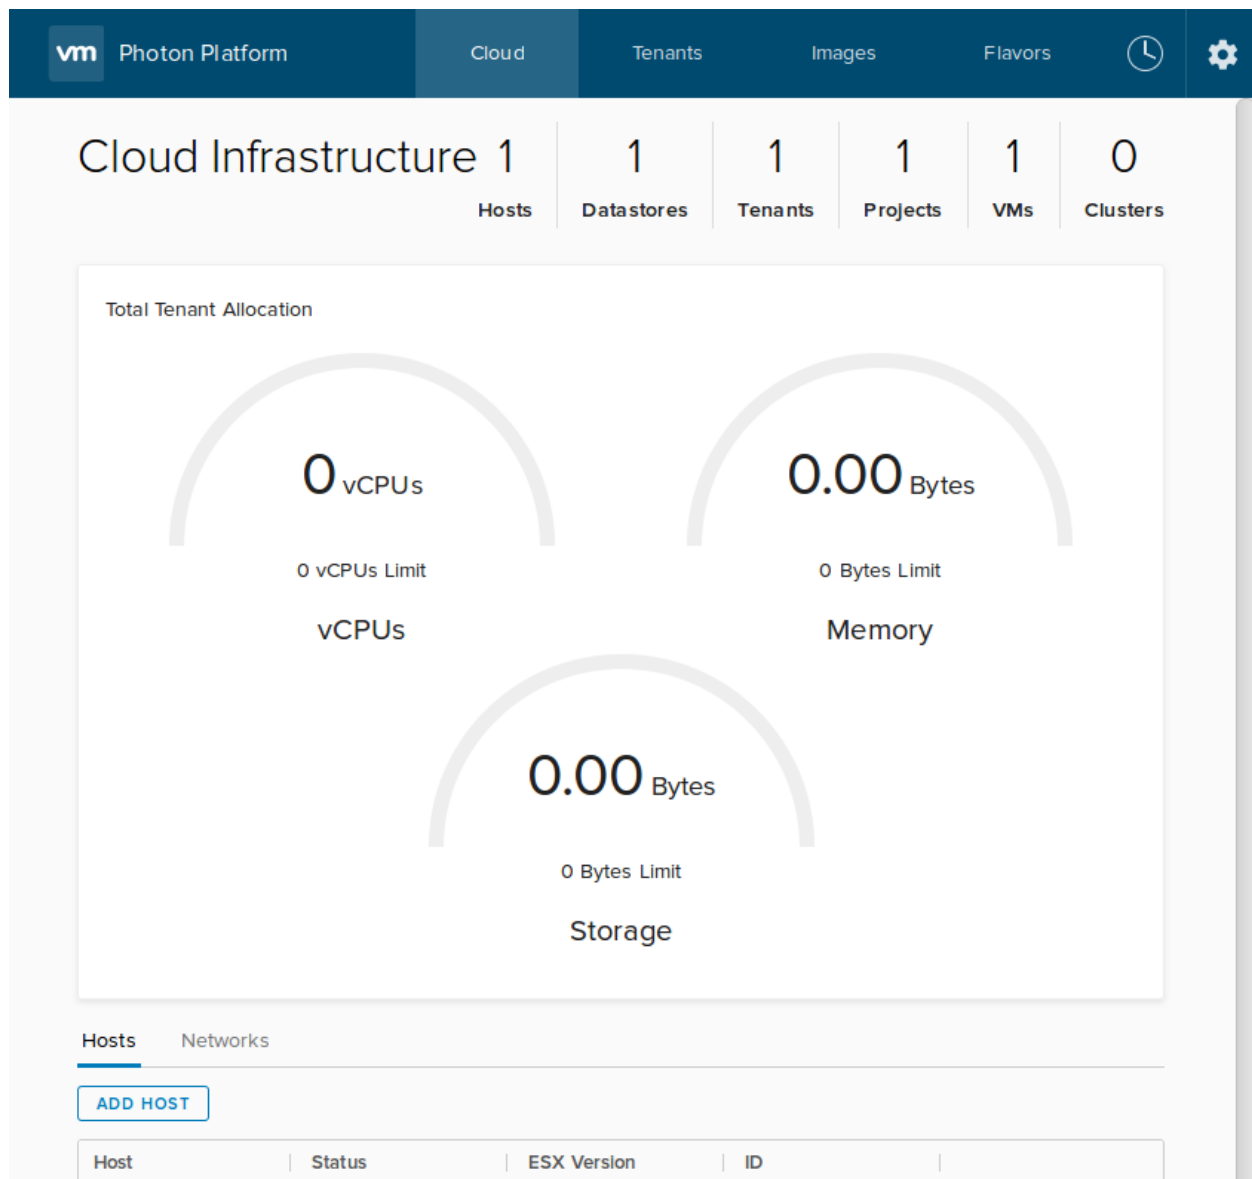 vm Photon Platform Cloud Tenants Images Flavors
Cloud Infrastructure 1 1 1 1 1 0
Hosts Datastores Tenants Projects VMs Clusters
Total Tenant Allocation
0 vCPUs 0.00 Bytes
0 vCPUs Limit 0 Bytes Limit
vCPUs Memory
0.00 Bytes
0 Bytes Limit
Storage
Hosts Networks
ADD HOST
Host Status ESX Version ID